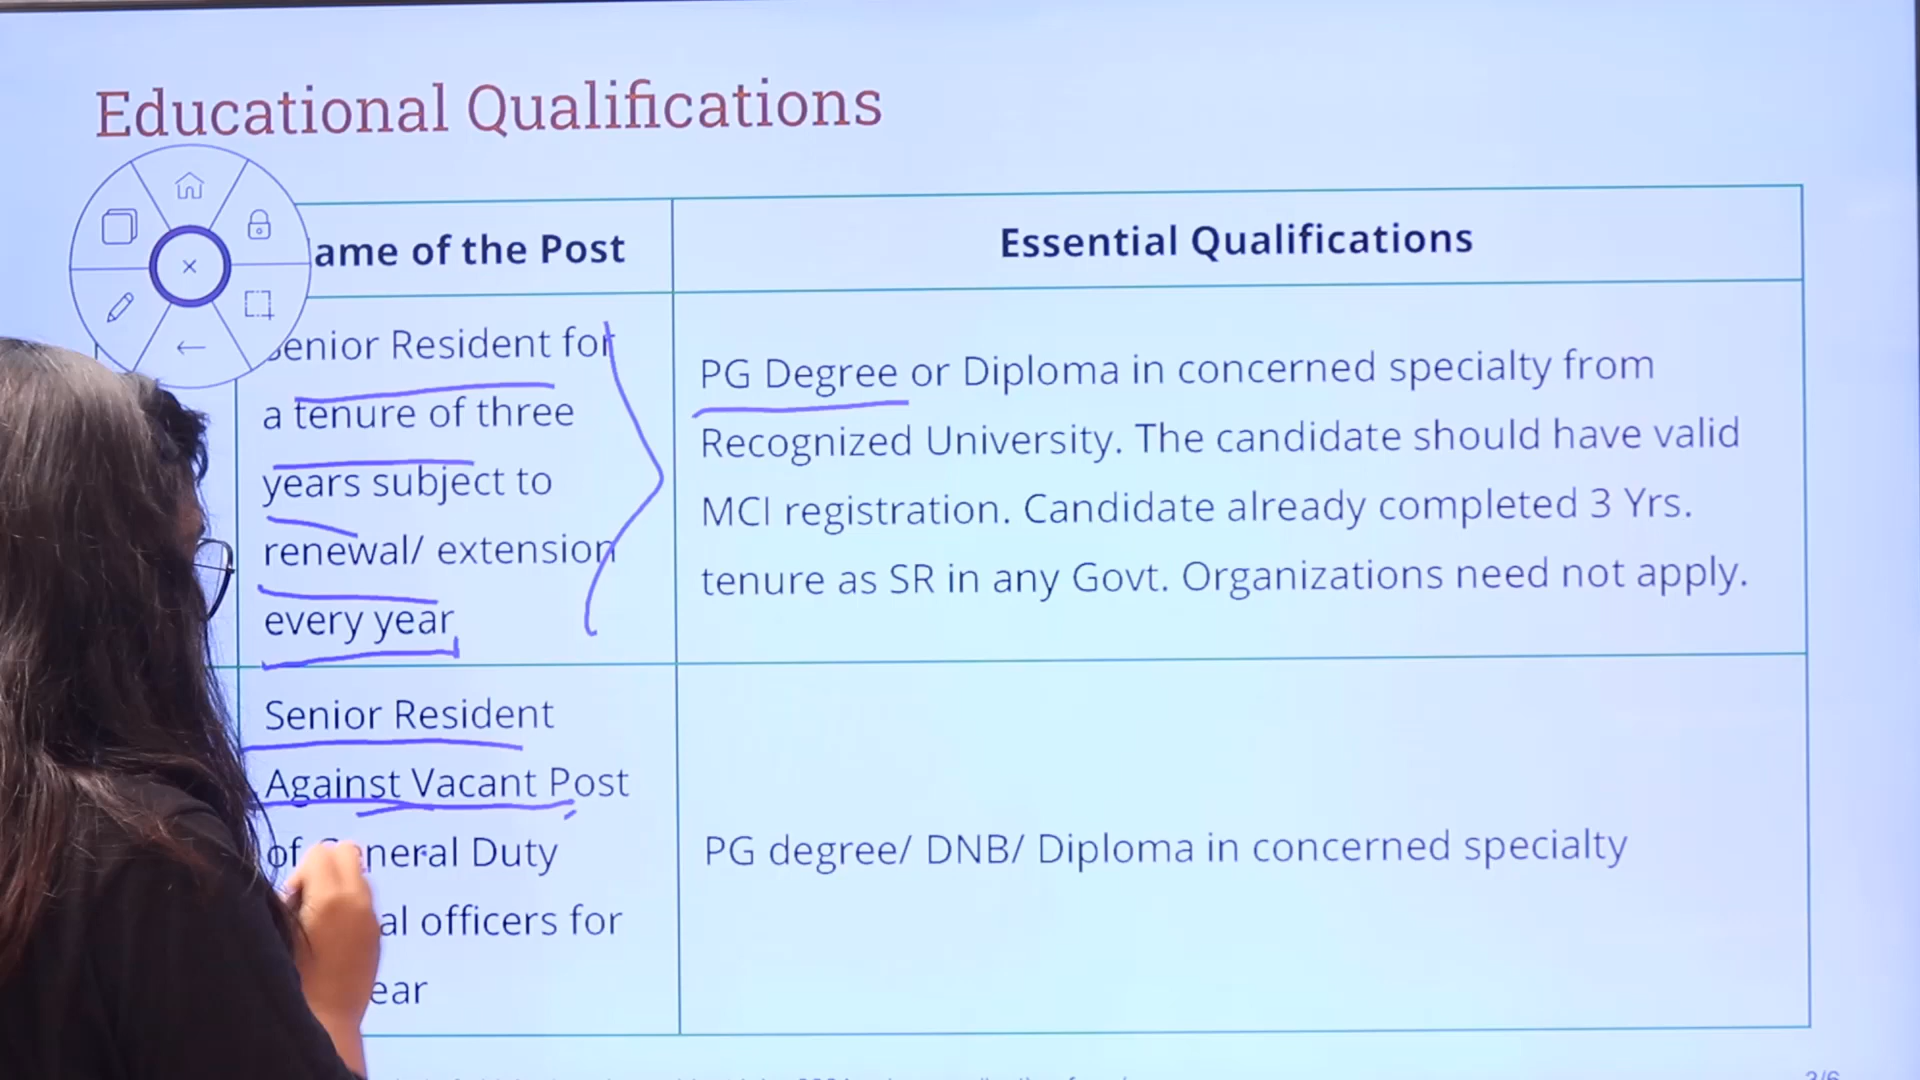 Educational Qualifications
ame of the Post
Essential Qualifications
enior Resident for
a tenure of three
years subject to
renewal/ extension
every year
PG Degree or Diploma in concerned specialty from
Recognized University. The candidate should have valid
MCI registration. Candidate already completed 3 Yrs.
tenure as SR in any Govt. Organizations need not apply.
Senior Resident
Against Vacant Post
of General Duty
al officers for
ear
PG degree/ DNB/ Diploma in concerned specialty